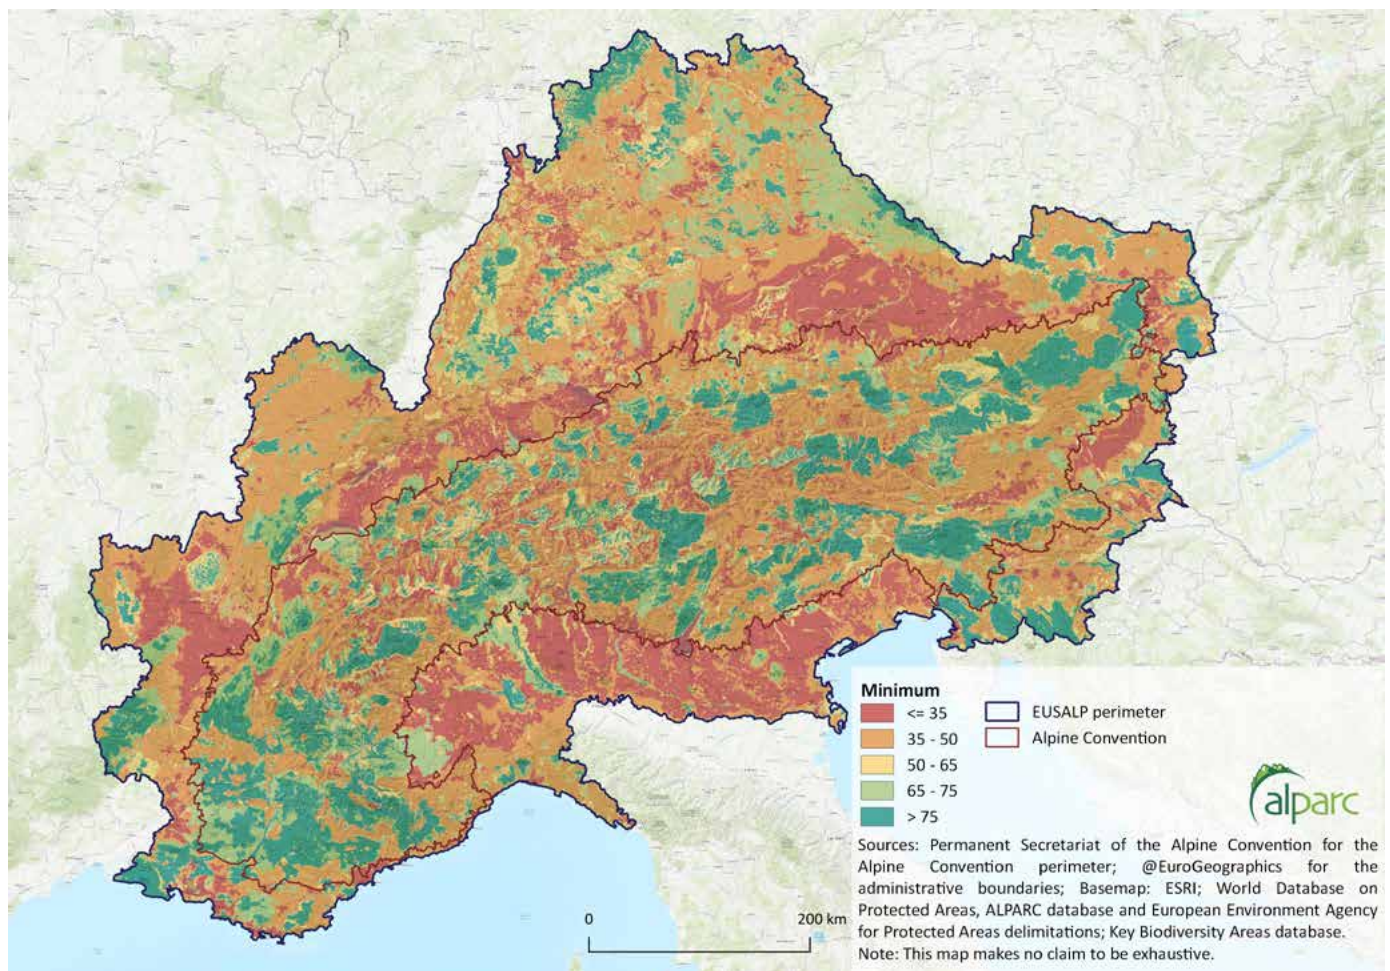 Minimum
<= 35
35 - 50
50 - 65
65 - 75
> 75
EUSALP perimeter
Alpine Convention
alparc
0
200 km
Sources: Permanent Secretariat of the Alpine Convention for the
Alpine Convention perimeter; @EuroGeographics for the
administrative boundaries; Basemap: ESRI; World Database on
Protected Areas, ALPARC database and European Environment Agency
for Protected Areas delimitations; Key Biodiversity Areas database.
Note: This map makes no claim to be exhaustive.